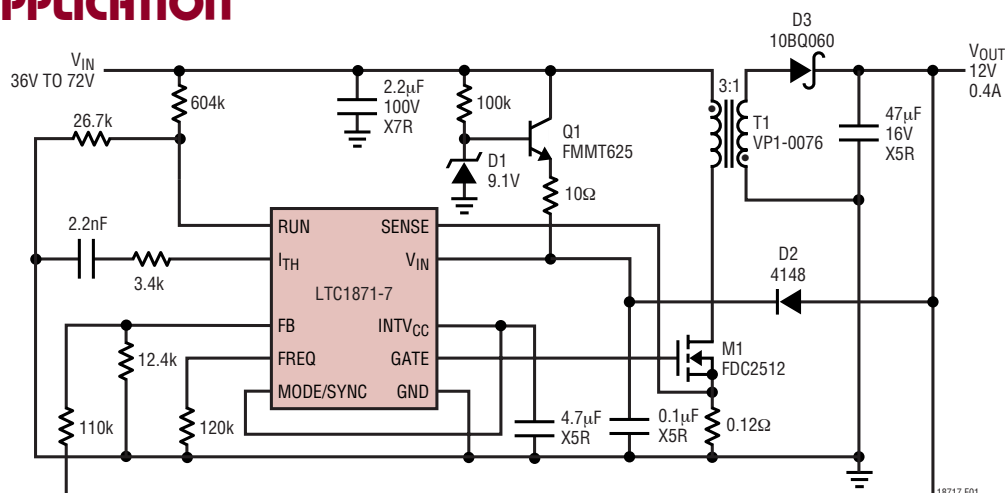 APPLICATION
VIN
36V TO 72V
604k
26.7k
2.2µF
100V
X7R
100k
D1
9.1V
Q1
FMMT625
10Ω
3:1
T1
VP1-0076
D3
10BQ060
VOUT
12V
0.4A
47µF
16V
X5R
2.2nF
3.4k
RUN
SENSE
ITH
VIN
LTC1871-7
FB
INTVCC
FREQ
GATE
MODE/SYNC
GND
D2
4148
M1
FDC2512
12.4k
110k
120k
4.7µF
X5R
0.1µF
X5R
0.12Ω
18717 F01